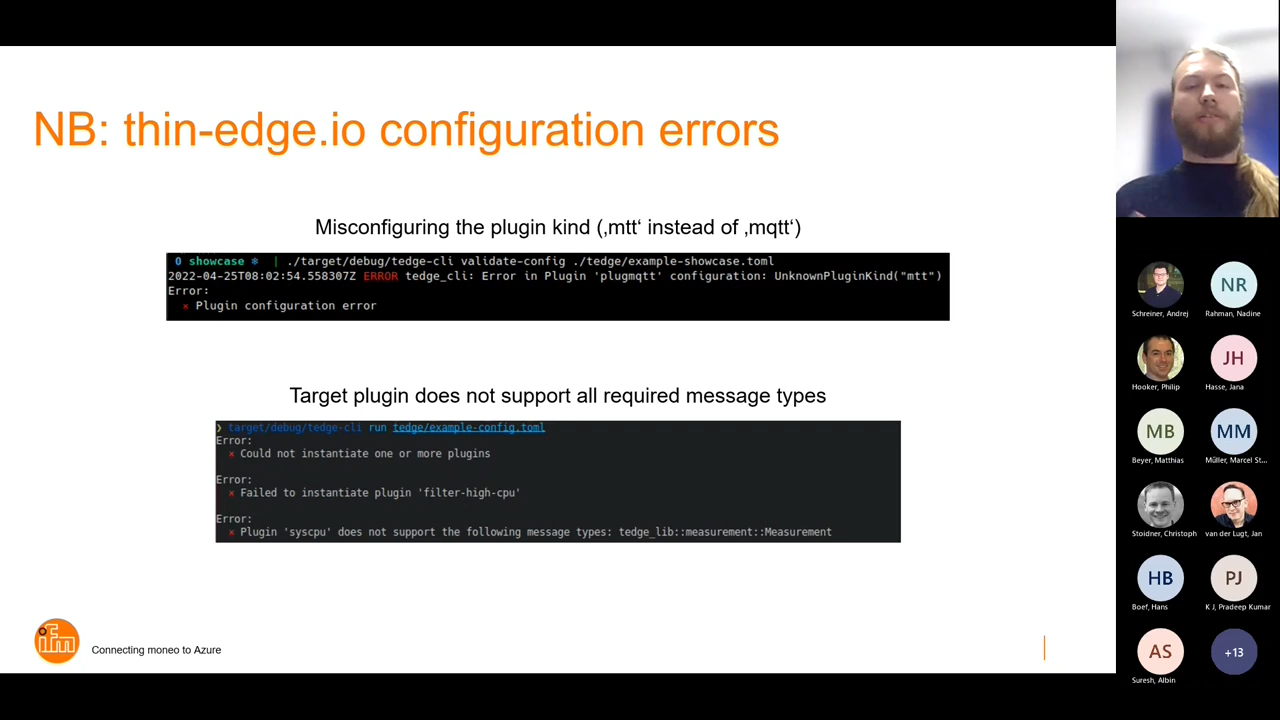 NB: thin-edge.io configuration errors
Misconfiguring the plugin kind (‚mtt‘ instead of ‚mqtt‘)
O showcase ❄ | ./target/debug/tedge-cli validate-config ./tedge/example-showcase.toml
2022-04-25T08:02:54.558307Z ERROR tedge_cli: Error in Plugin 'plugmqtt' configuration: UnknownPluginKind("mtt")
Error:
× Plugin configuration error
Target plugin does not support all required message types
❯ target/debug/tedge-cli run tedge/example-config.toml
Error:
× Could not instantiate one or more plugins
Error:
× Failed to instantiate plugin 'filter-high-cpu'
Error:
× Plugin 'syscpu' does not support the following message types: tedge_lib::measurement::Measurement
ifm
Connecting moneo to Azure
NR
Schreiner, Andrej
Rahman, Nadine
JH
Hooker, Philip
Hasse, Jana
MB
MM
Beyer, Matthias
Müller, Marcel St...
Stoidner, Christoph
van der Lugt, Jan
HB
PJ
Boef, Hans
K J, Pradeep Kumar
AS
+13
Suresh, Albin